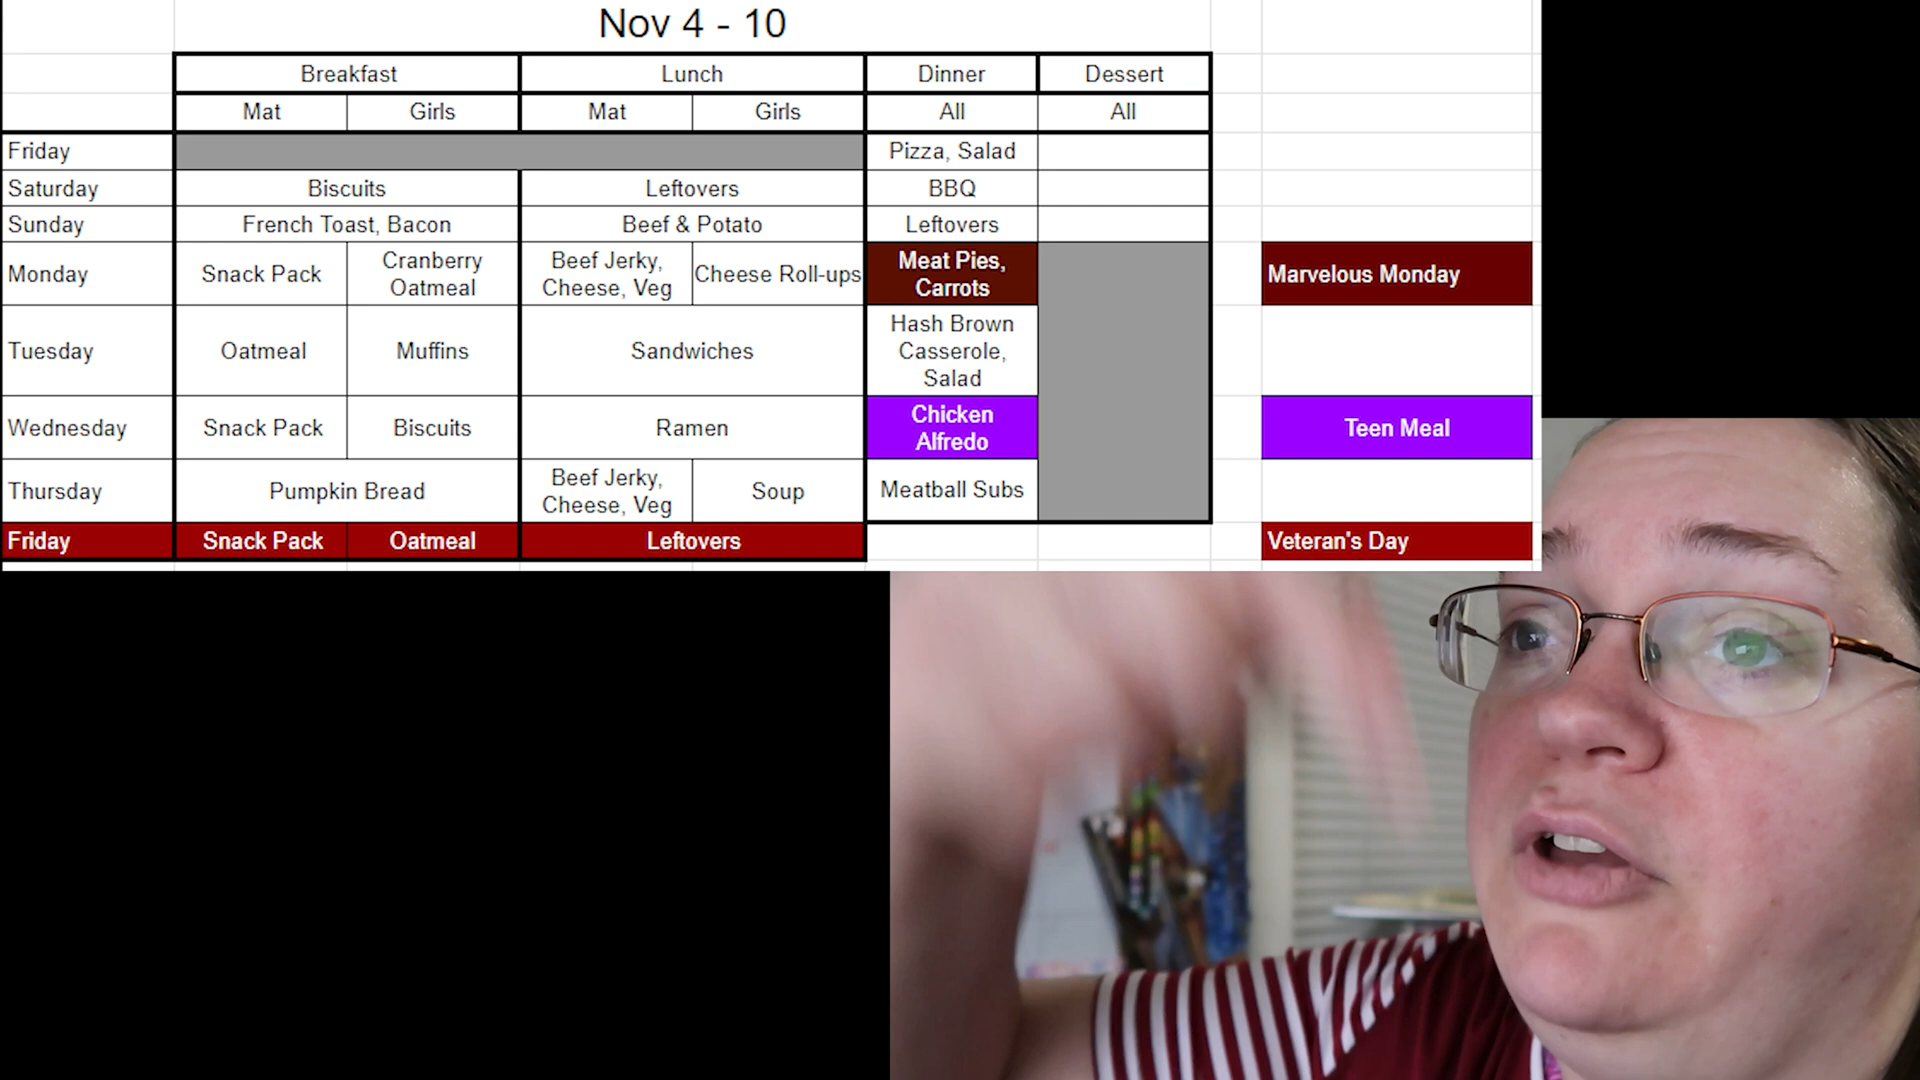 Nov 4 - 10
Breakfast Lunch Dinner Dessert
Mat Girls Mat Girls All All
Friday Pizza, Salad
Saturday Biscuits Leftovers BBQ
Sunday French Toast, Bacon Beef & Potato Leftovers
Monday Snack Pack Cranberry Oatmeal Beef Jerky, Cheese, Veg Cheese Roll-ups Meat Pies, Carrots Marvelous Monday
Tuesday Oatmeal Muffins Sandwiches Hash Brown Casserole, Salad
Wednesday Snack Pack Biscuits Ramen Chicken Alfredo Teen Meal
Thursday Pumpkin Bread Beef Jerky, Cheese, Veg Soup Meatball Subs
Friday Snack Pack Oatmeal Leftovers Veteran's Day